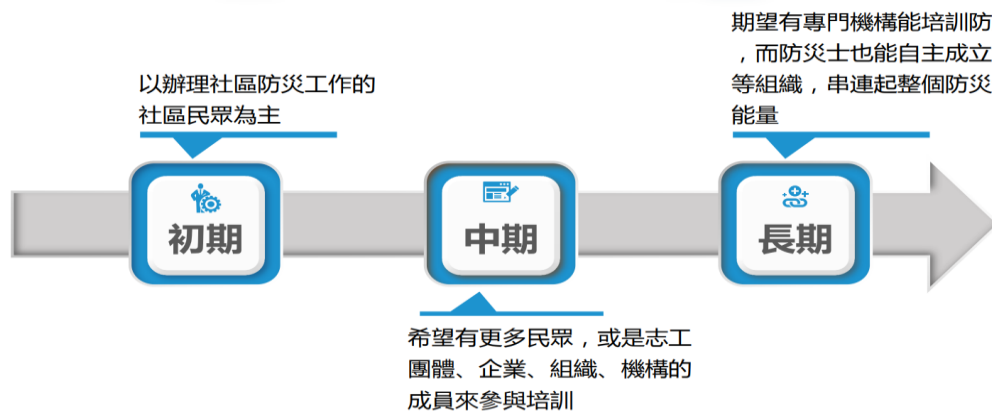 以辦理社區防災工作的
社區民眾為主
初期
中期
希望有更多民眾，或是志工
團體、企業、組織、機構的
成員來參與培訓
期望有專門機構能培訓防
，而防災士也能自主成立
等組織，串連起整個防災
能量
長期